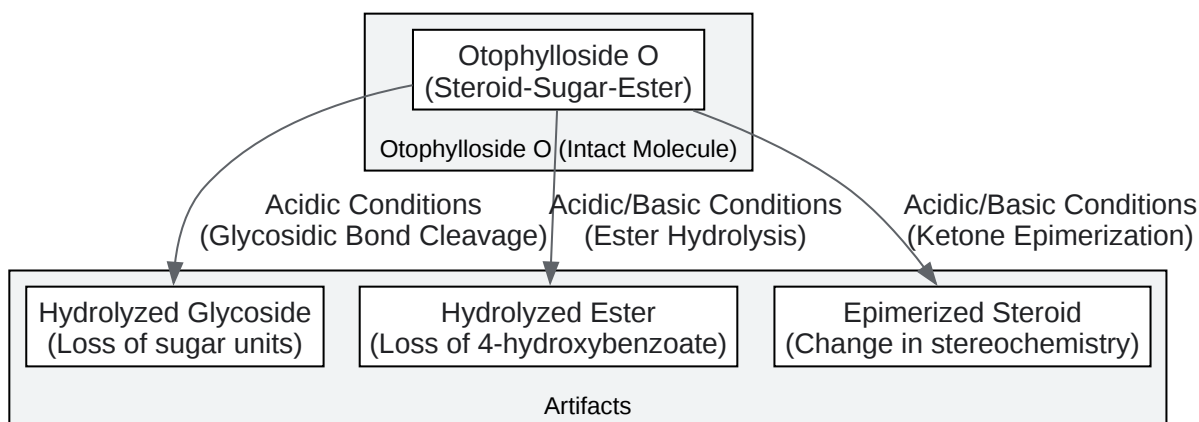 Otophylloside O
(Steroid-Sugar-Ester)
Otophylloside O (Intact Molecule)
Acidic Conditions
(Glycosidic Bond Cleavage)
Acidic/Basic Conditions
(Ester Hydrolysis)
Acidic/Basic Conditions
(Ketone Epimerization)
Hydrolyzed Glycoside
(Loss of sugar units)
Hydrolyzed Ester
(Loss of 4-hydroxybenzoate)
Epimerized Steroid
(Change in stereochemistry)
Artifacts